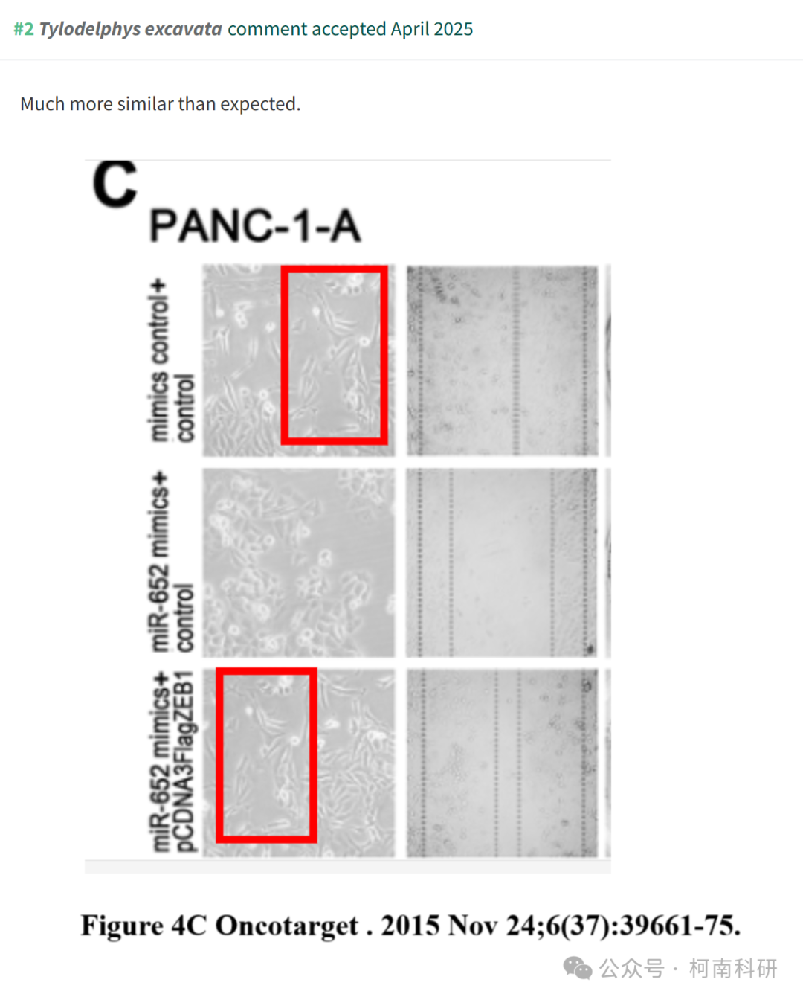 #2 Tylodelphys excavata comment accepted April 2025
Much more similar than expected.
C
PANC-1-A
mimics control+
control
miR-652 mimics+
control
miR-652 mimics+
pCDNA3FlagZEB1
Figure 4C Oncotarget . 2015 Nov 24;6(37):39661-75.
公众号 · 柯南科研